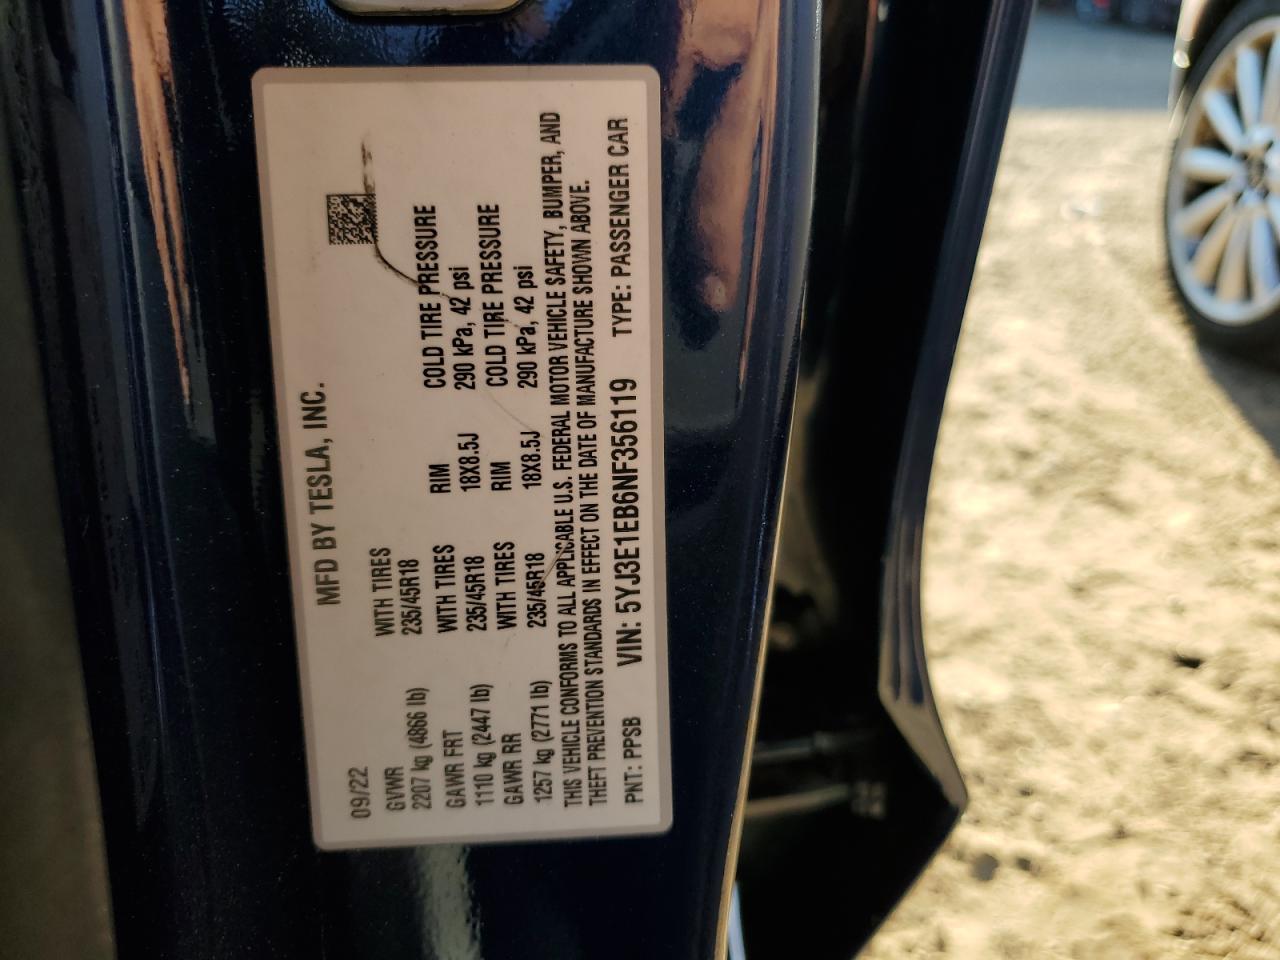 MFD BY TESLA, INC.
09/22
GVWR WITH TIRES
2207 kg (4866 lb) 235/45R18
GAWR FRT WITH TIRES RIM COLD TIRE PRESSURE
1110 kg (2447 lb) 235/45R18 18X8.5J 290 kPa, 42 psi
GAWR RR WITH TIRES RIM COLD TIRE PRESSURE
1257 kg (2771 lb) 235/45R18 18X8.5J 290 kPa, 42 psi
THIS VEHICLE CONFORMS TO ALL APPLICABLE U.S. FEDERAL MOTOR VEHICLE SAFETY, BUMPER, AND
THEFT PREVENTION STANDARDS IN EFFECT ON THE DATE OF MANUFACTURE SHOWN ABOVE.
PNT: PPSB VIN: 5YJ3E1EB6NF356119 TYPE: PASSENGER CAR